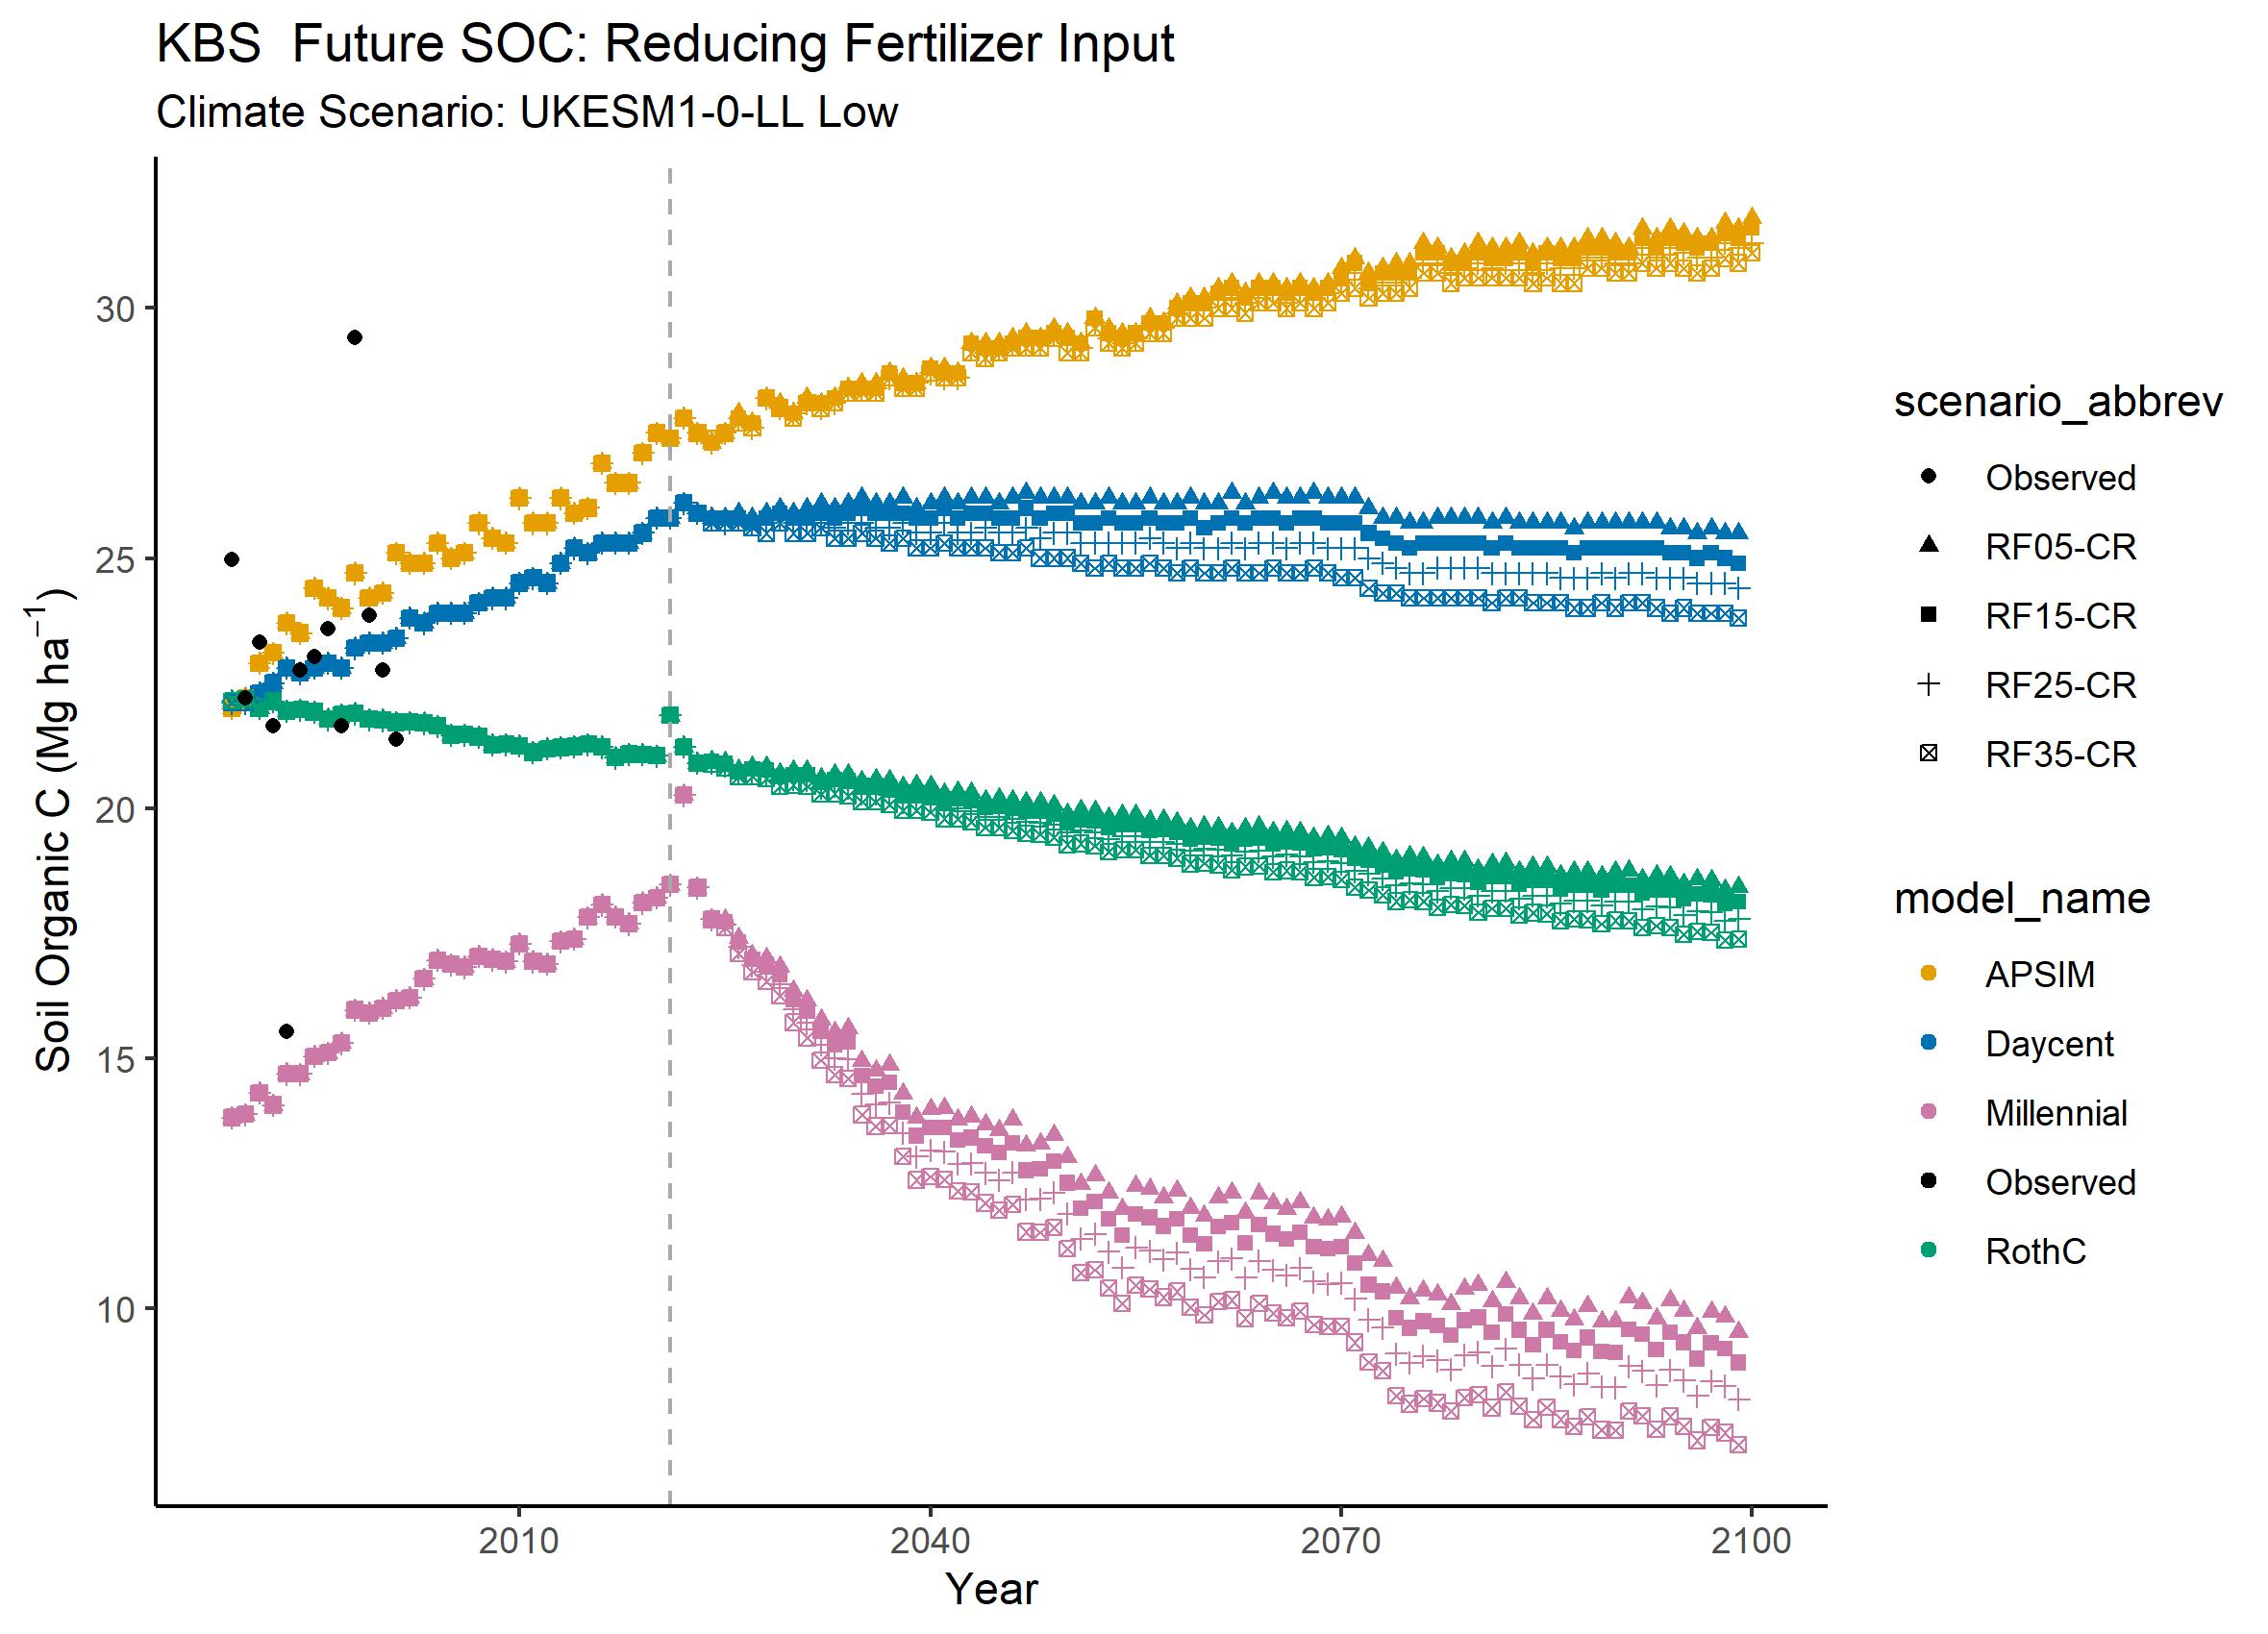 KBS  Future SOC: Reducing Fertilizer Input
Climate Scenario: UKESM1-0-LL Low
Soil Organic C (Mg ha⁻¹)
30
25
20
15
10
2010
2040
2070
2100
Year
scenario_abbrev
Observed
RF05-CR
RF15-CR
RF25-CR
RF35-CR
model_name
APSIM
Daycent
Millennial
Observed
RothC